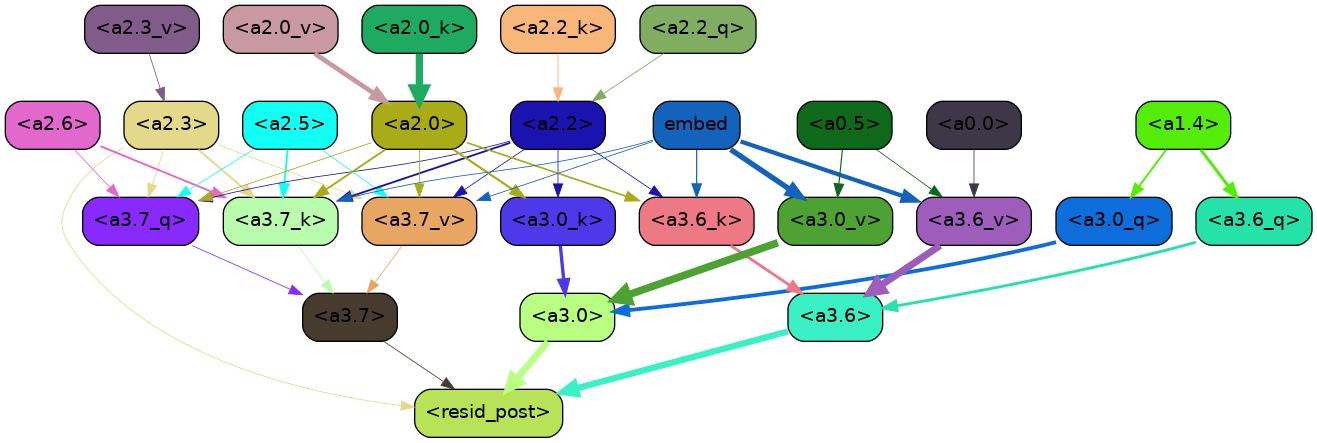 <a2.3_v> <a2.0_v> <a2.0_k> <a2.2_k> <a2.2_q>
<a2.6> <a2.3> <a2.5> <a2.0> <a2.2> embed <a0.5> <a0.0> <a1.4>
<a3.7_q> <a3.7_k> <a3.7_v> <a3.0_k> <a3.6_k> <a3.0_v> <a3.6_v> <a3.0_q> <a3.6_q>
<a3.7> <a3.0> <a3.6>
<resid_post>